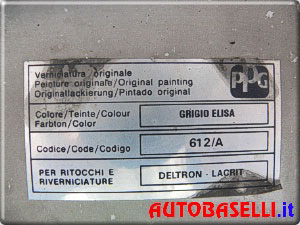 Verniciatura originale
Peinture originale/Original painting
Originallackierung/Pintado original
PPG
Colore/Teinte/Colour
Farbton/Color
GRIGIO ELISA
Codice/Code/Codigo
612/A
PER RITOCCHI E
RIVERNICIATURE
DELTRON - LACRIT
AUTOBASELLI.it